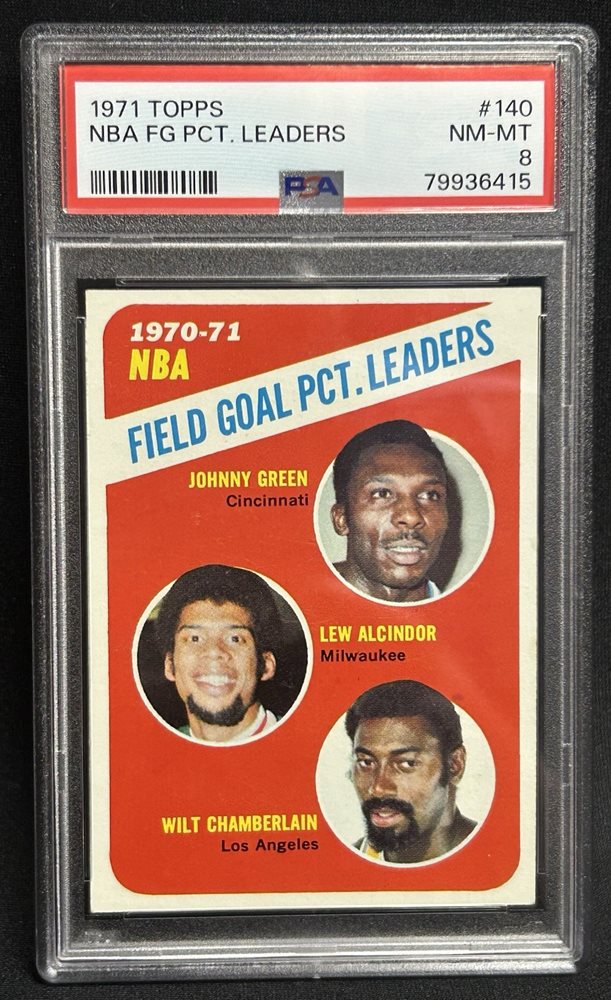 1971 TOPPS #140
NBA FG PCT. LEADERS NM-MT
8
PSA 79936415
1970-71
NBA
FIELD GOAL PCT. LEADERS
JOHNNY GREEN
Cincinnati
LEW ALCINDOR
Milwaukee
WILT CHAMBERLAIN
Los Angeles